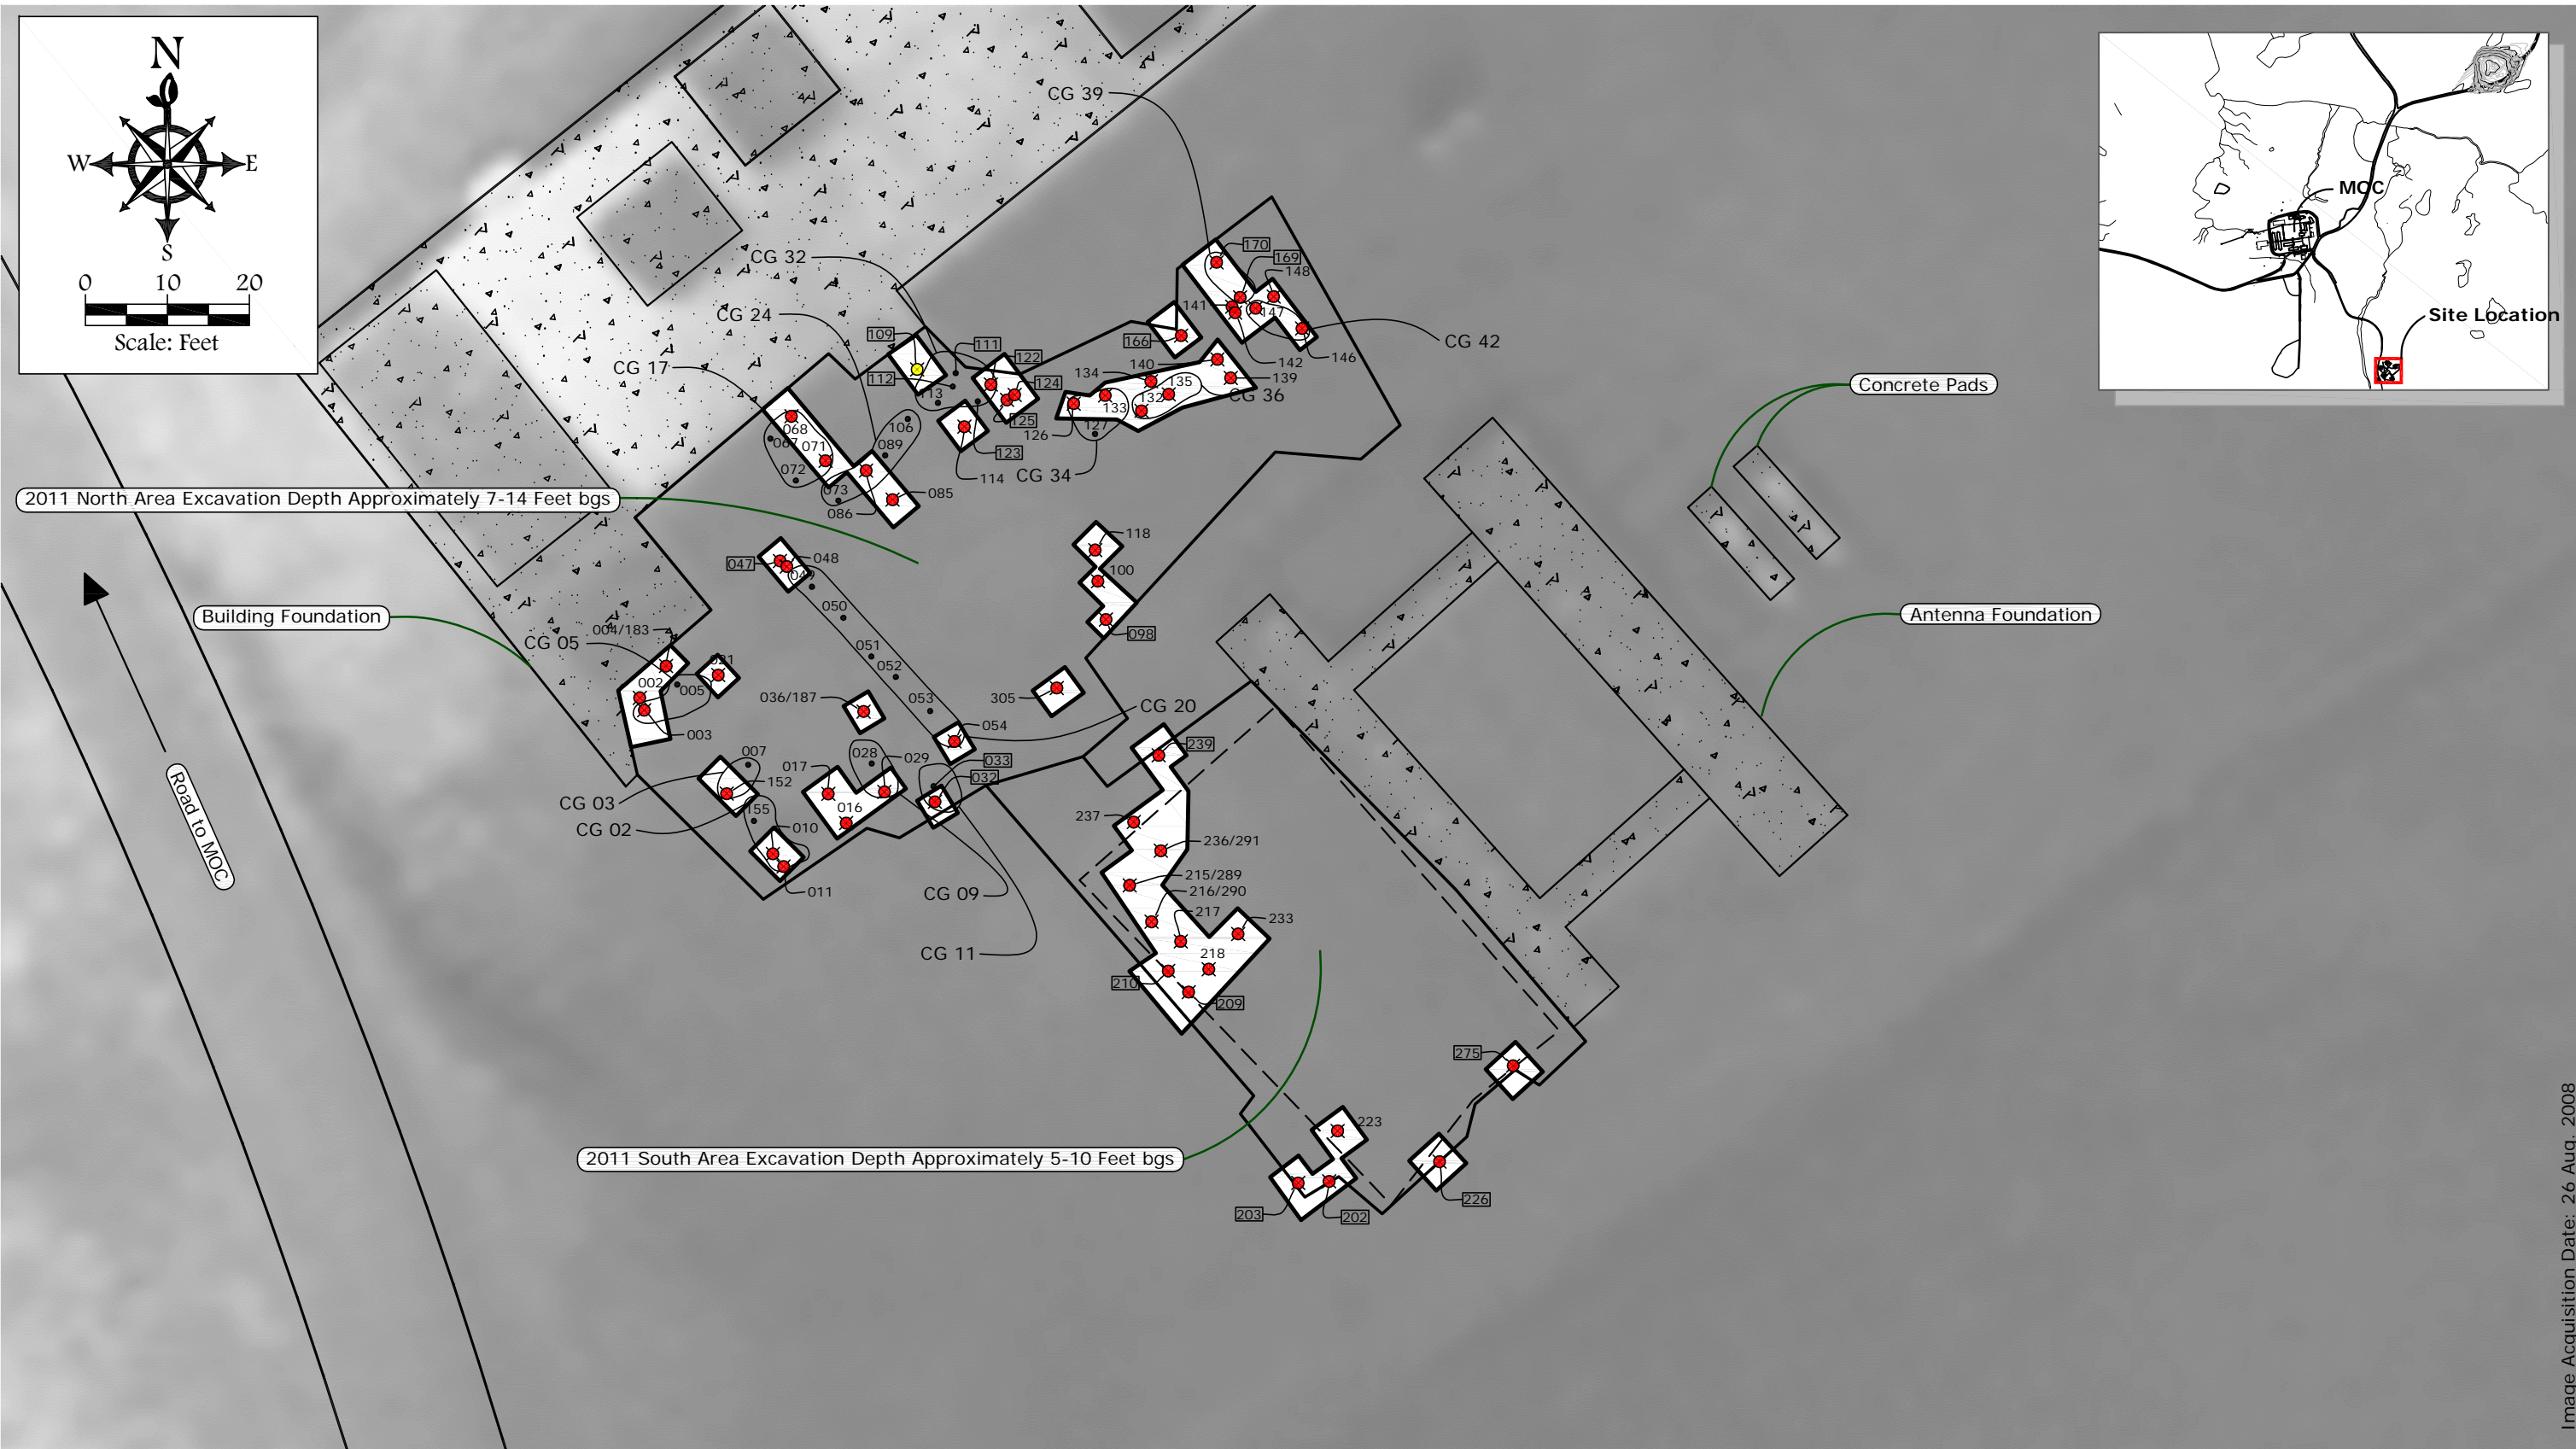 N
W E
S
0 10 20
Scale: Feet
MOC
Site Location
CG 39
170
169
148
CG 32
141
147
CG 24
109
111
166
142
146
CG 42
122
140
CG 17
112
134
139
135
124
113
132
CG 36
133
125
068
106
127
067
071
126
089
123
072
114
CG 34
Concrete Pads
073
085
2011 North Area Excavation Depth Approximately 7-14 Feet bgs
086
118
048
047
049
100
050
Building Foundation
Antenna Foundation
004/183
098
CG 05
051
021
052
002
005
036/187
053
305
CG 20
054
003
239
007
028
029
033
017
032
152
CG 03
155
016
237
CG 02
010
236/291
215/289
011
CG 09
216/290
217
233
CG 11
218
210
209
Road to MOC
275
223
2011 South Area Excavation Depth Approximately 5-10 Feet bgs
226
203
202
Image Acquisition Date: 26 Aug. 2008